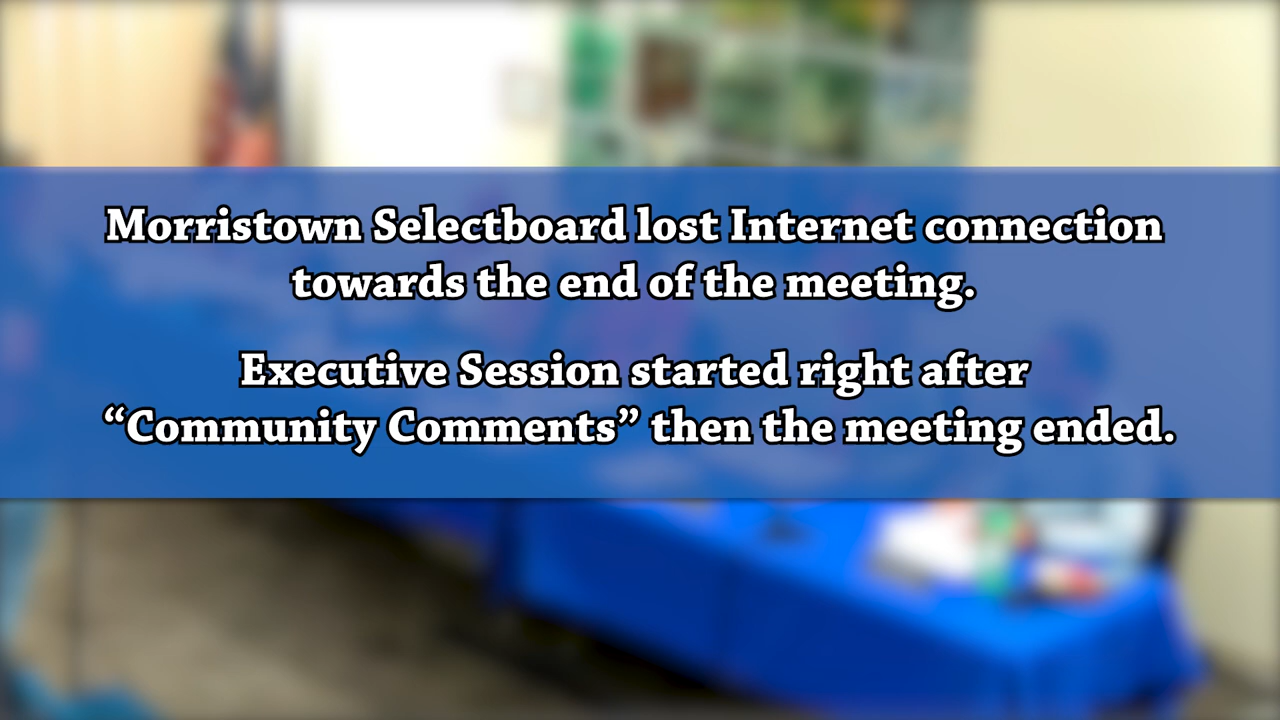 Morristown Selectboard lost Internet connection
towards the end of the meeting.
Executive Session started right after
“Community Comments” then the meeting ended.